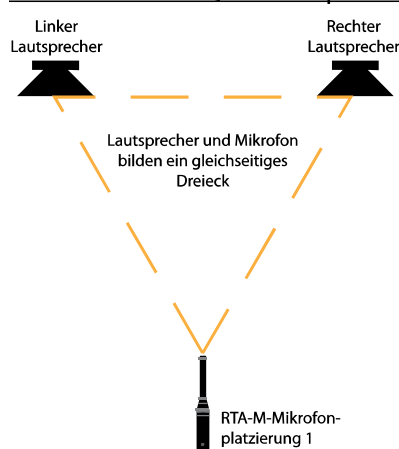 Linker
Lautsprecher
Rechter
Lautsprecher
Lautsprecher und Mikrofon
bilden ein gleichseitiges
Dreieck
RTA-M-Mikrofon-
platzierung 1